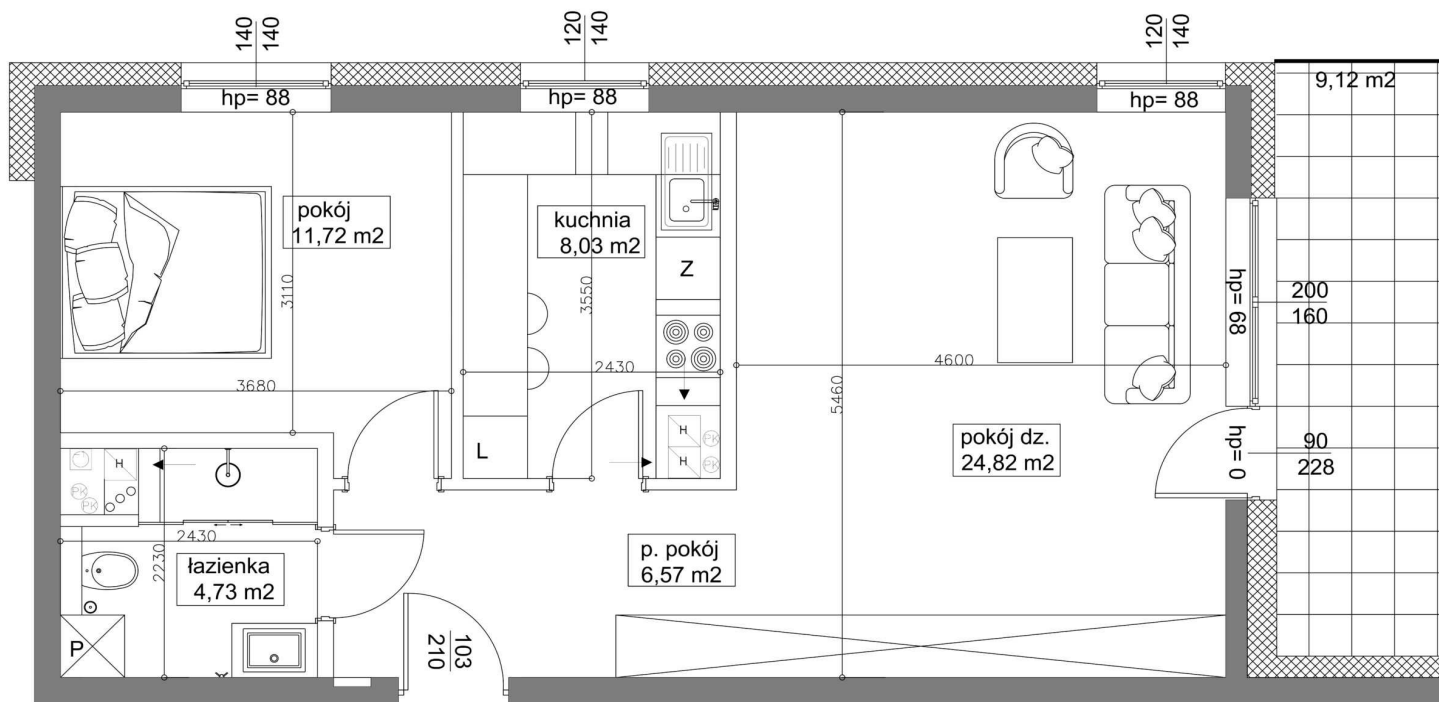 140
140
120
140
120
140
hp= 88
hp= 88
hp= 88
9,12 m2
pokój
11,72 m2
3110
3680
kuchnia
8,03 m2
3550
2430
Z
L
H
PK
H
PK
5460
4600
hp= 68
200
160
hp= 0
90
228
pokój dz.
24,82 m2
H
PK
PK
2430
2230
łazienka
4,73 m2
P
p. pokój
6,57 m2
103
210